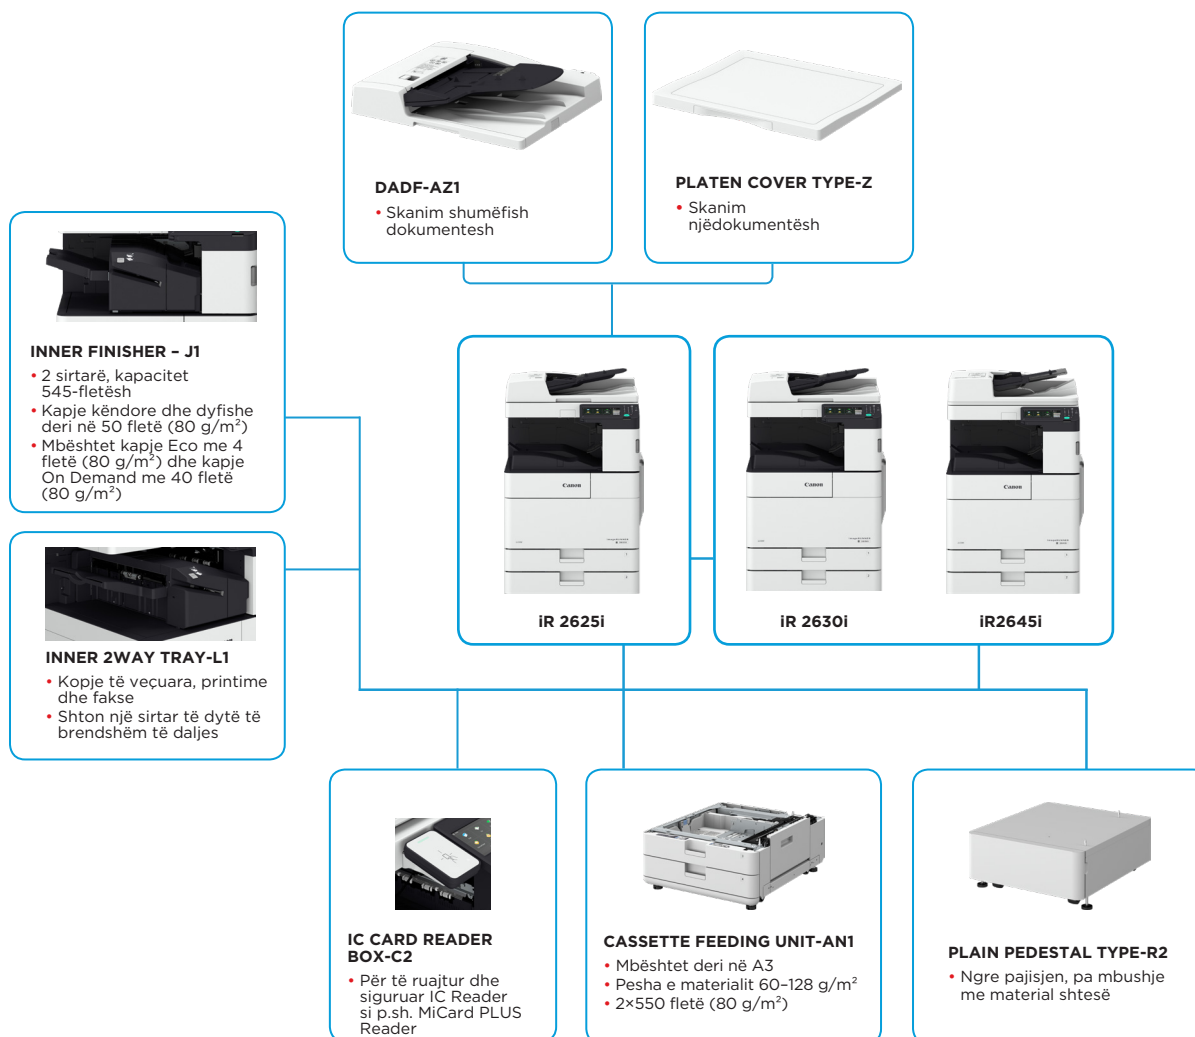 DADF-AZ1
• Skanim shumëfish
dokumentesh
PLATEN COVER TYPE-Z
• Skanim
njëdokumentësh
INNER FINISHER – J1
• 2 sirtarë, kapacitet
545-fletësh
• Kapje këndore dhe dyfishe
deri në 50 fletë (80 g/m²)
• Mbështet kapje Eco me 4
fletë (80 g/m²) dhe kapje
On Demand me 40 fletë
(80 g/m²)
INNER 2WAY TRAY-L1
• Kopje të veçuara, printime
dhe fakse
• Shton një sirtar të dytë të
brendshëm të daljes
Canon
iR 2625i
Canon
iR 2630i
Canon
iR2645i
IC CARD READER
BOX-C2
• Për të ruajtur dhe
siguruar IC Reader
si p.sh. MiCard PLUS
Reader
CASSETTE FEEDING UNIT-AN1
• Mbështet deri në A3
• Pesha e materialit 60–128 g/m²
• 2×550 fletë (80 g/m²)
PLAIN PEDESTAL TYPE-R2
• Ngre pajisjen, pa mbushje
me material shtesë